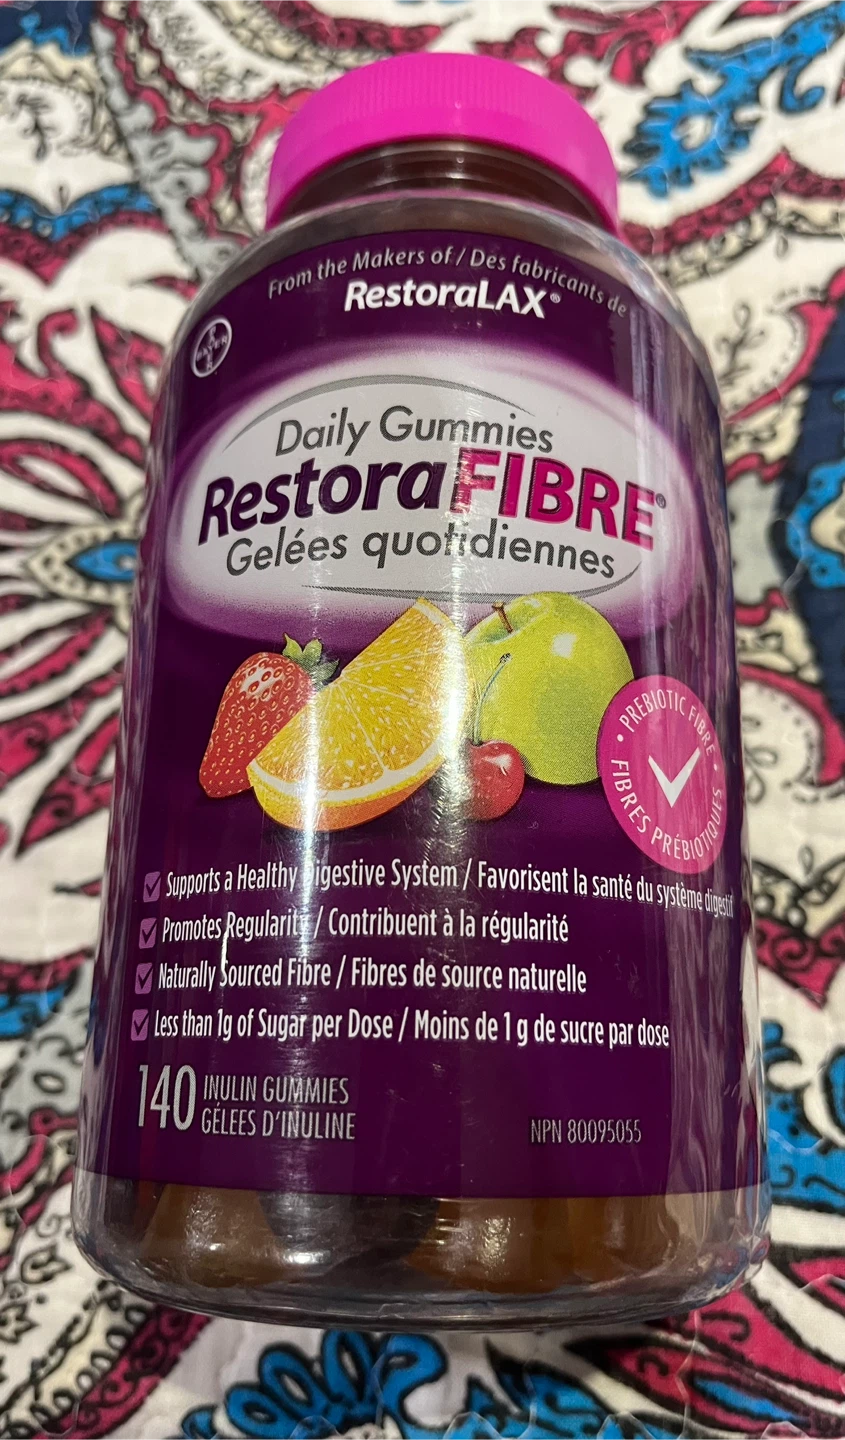 From the Makers of / Des fabricants de
RestoraLAX®
BAYER
Daily Gummies
RestoraFIBRE®
Gelées quotidiennes
• PREBIOTIC FIBRE •
FIBRES PRÉBIOTIQUES
Supports a Healthy Digestive System / Favorisent la santé du système digestif
Promotes Regularity / Contribuent à la régularité
Naturally Sourced Fibre / Fibres de source naturelle
Less than 1g of Sugar per Dose / Moins de 1 g de sucre par dose
140 INULIN GUMMIES
GÉLEES D'INULINE
NPN 80095055